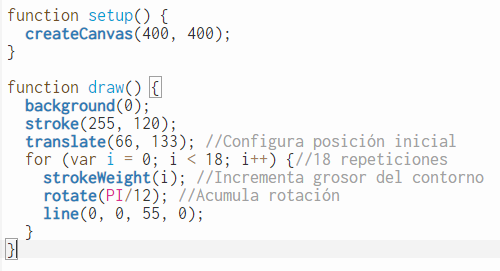 function setup() {
  createCanvas(400, 400);
}

function draw() {
  background(0);
  stroke(255, 120);
  translate(66, 133); //Configura posición inicial
  for (var i = 0; i < 18; i++) {//18 repeticiones
    strokeWeight(i); //Incrementa grosor del contorno
    rotate(PI/12); //Acumula rotación
    line(0, 0, 55, 0);
  }
}